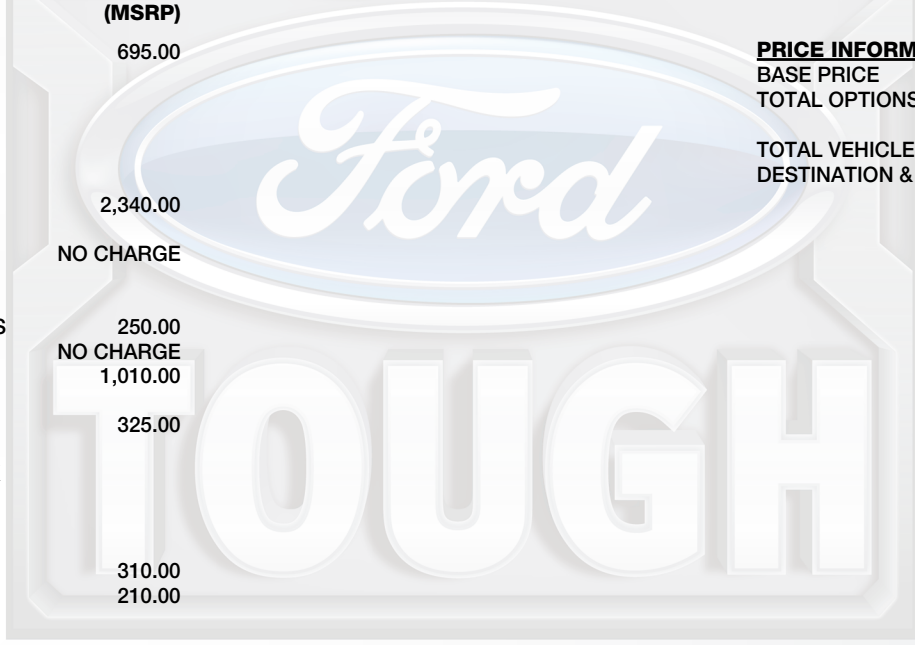 (MSRP)
695.00
2,340.00
NO CHARGE
S 250.00
NO CHARGE
1,010.00
325.00
310.00
210.00
PRICE INFORM
BASE PRICE
TOTAL OPTIONS
TOTAL VEHICLE
DESTINATION &
Ford
TOUGH